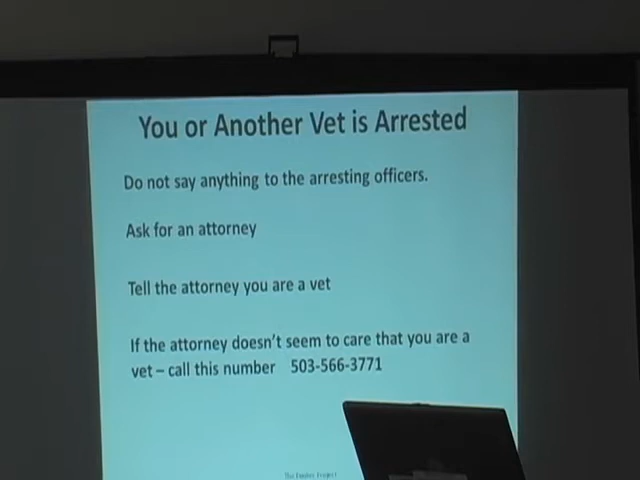 You or Another Vet is Arrested
Do not say anything to the arresting officers.
Ask for an attorney
Tell the attorney you are a vet
If the attorney doesn't seem to care that you are a
vet – call this number 503-566-3771